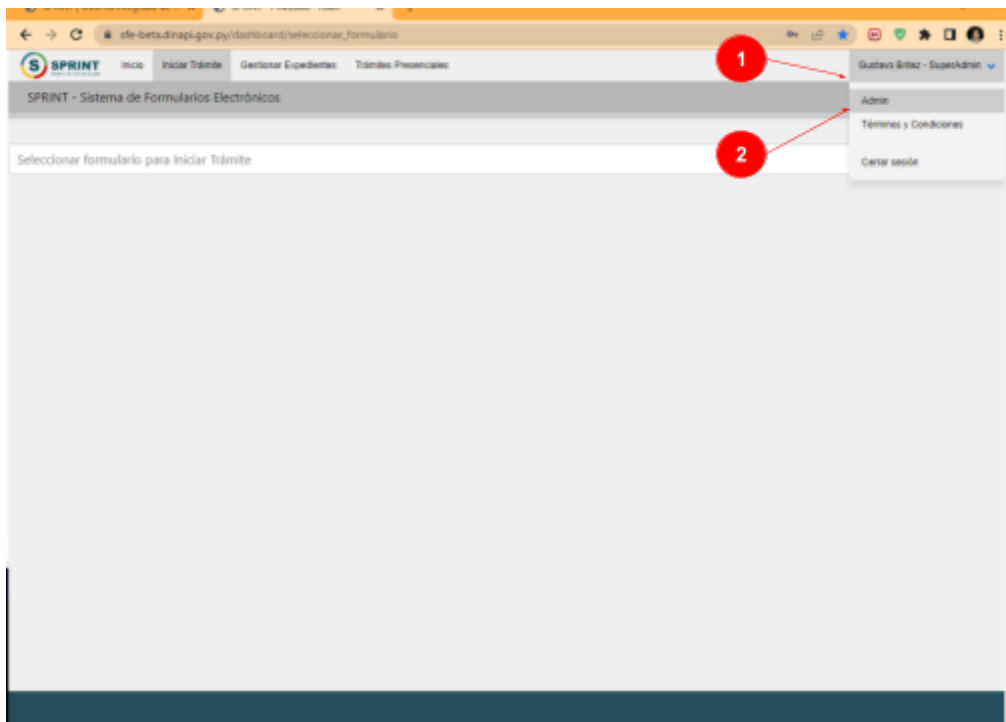 sfe-beta.dinapi.gov.py/dashboard/seleccionar_formulario
S SPRINT Inicio Iniciar Trámite Gestionar Expedientes Trámites Presenciales Gustavo Britez - SuperAdmin
1
SPRINT - Sistema de Formularios Electrónicos
Admin
Términos y Condiciones
2
Seleccionar formulario para Iniciar Trámite
Cerrar sesión